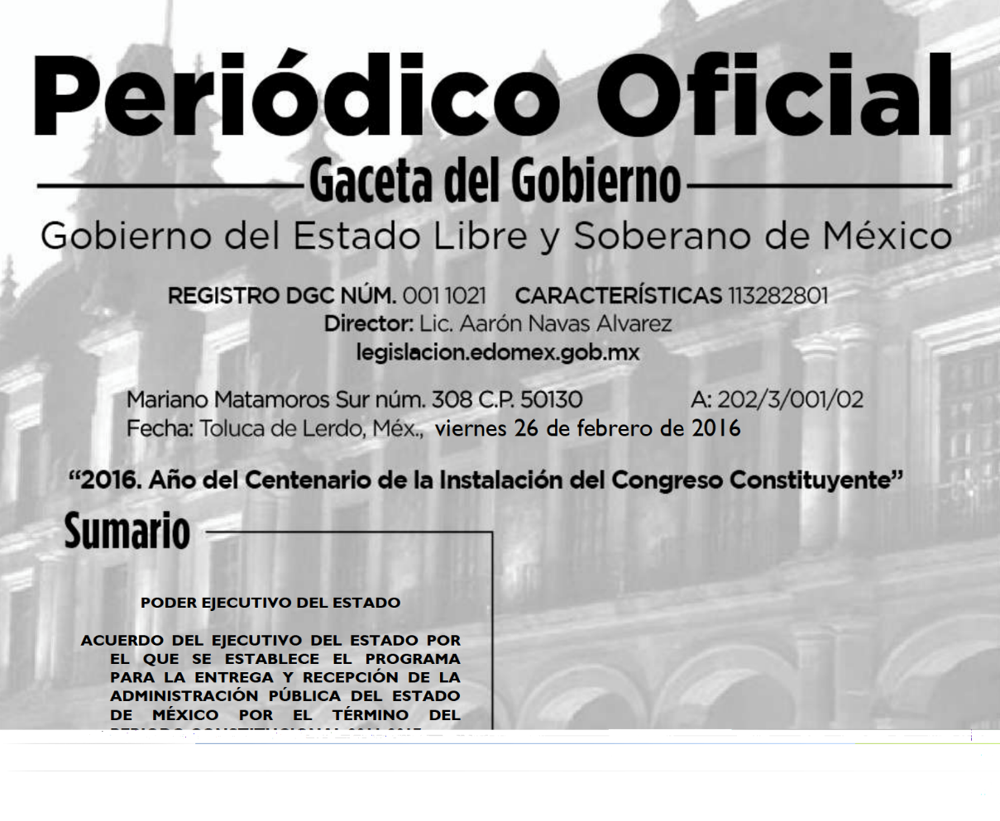 Periódico Oficial
Gaceta del Gobierno
Gobierno del Estado Libre y Soberano de México
REGISTRO DGC NÚM. 001 1021 CARACTERÍSTICAS 113282801
Director: Lic. Aarón Navas Alvarez
legislacion.edomex.gob.mx
Mariano Matamoros Sur núm. 308 C.P. 50130 A: 202/3/001/02
Fecha: Toluca de Lerdo, Méx., viernes 26 de febrero de 2016
“2016. Año del Centenario de la Instalación del Congreso Constituyente”
Sumario
PODER EJECUTIVO DEL ESTADO
ACUERDO DEL EJECUTIVO DEL ESTADO POR
EL QUE SE ESTABLECE EL PROGRAMA
PARA LA ENTREGA Y RECEPCIÓN DE LA
ADMINISTRACIÓN PÚBLICA DEL ESTADO
DE MÉXICO POR EL TÉRMINO DEL